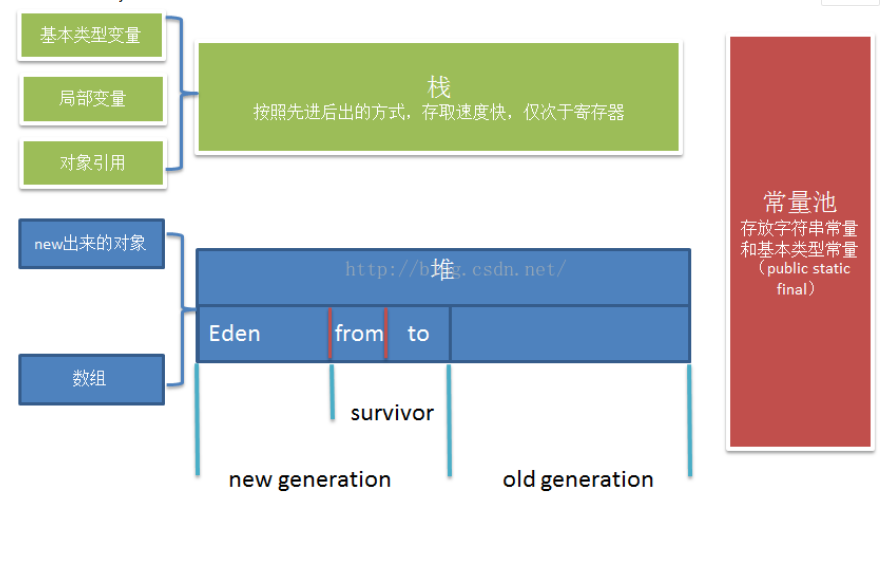 基本类型变量
局部变量
对象引用
栈
按照先进后出的方式，存取速度快，仅次于寄存器
new出来的对象
数组
堆
http://blog.csdn.net/
Eden
from
to
survivor
new generation
old generation
常量池
存放字符串常量
和基本类型常量
（public static
final）